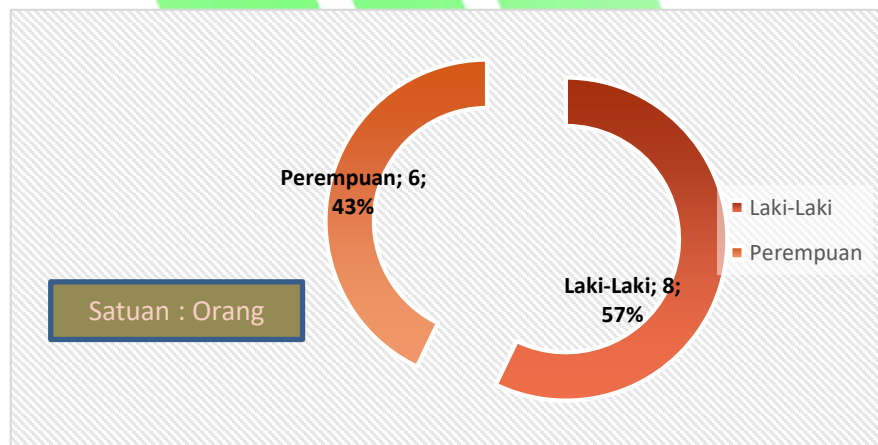 Perempuan; 6;
43%
Laki-Laki
Perempuan
Laki-Laki; 8;
57%
Satuan : Orang